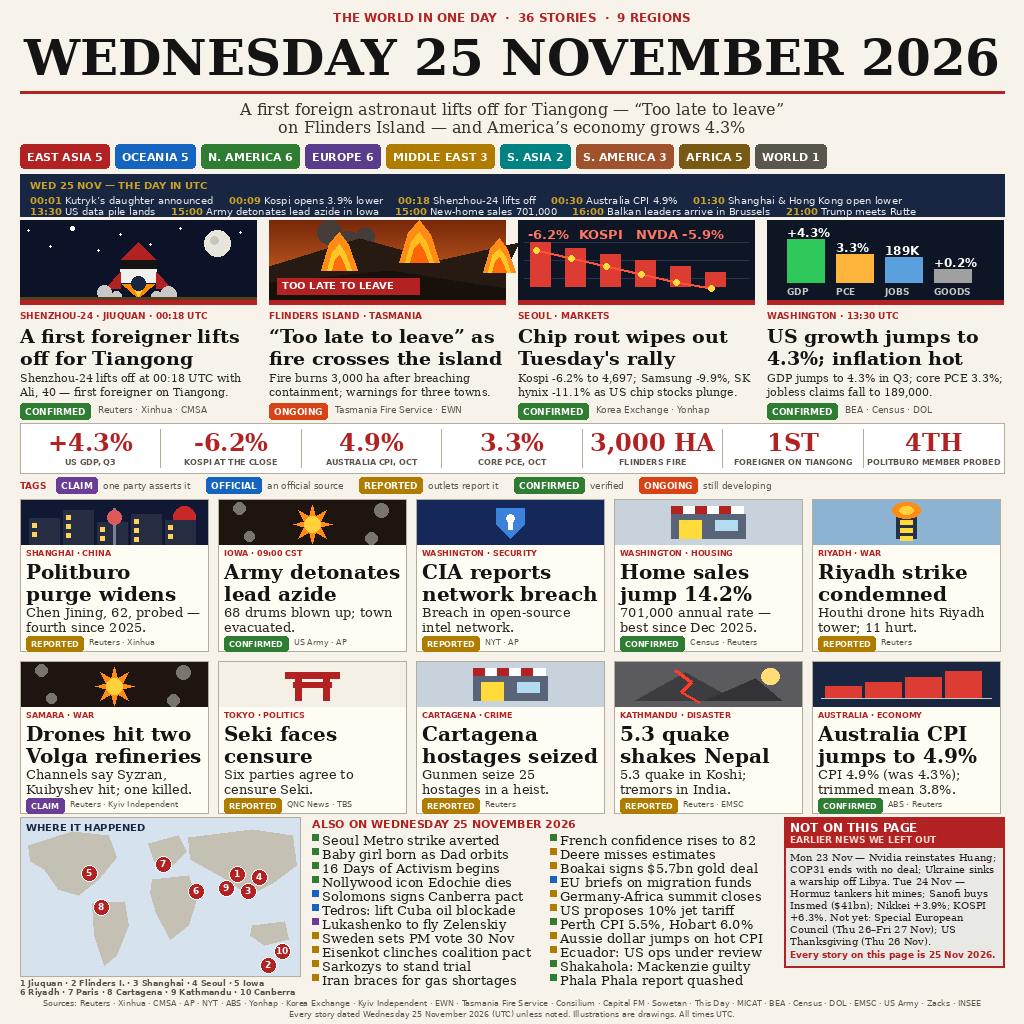 THE WORLD IN ONE DAY · 36 STORIES · 9 REGIONS
WEDNESDAY 25 NOVEMBER 2026
A first foreign astronaut lifts off for Tiangong — “Too late to leave”
on Flinders Island — and America’s economy grows 4.3%
EAST ASIA 5
OCEANIA 5
N. AMERICA 6
EUROPE 6
MIDDLE EAST 3
S. ASIA 2
S. AMERICA 3
AFRICA 5
WORLD 1
WED 25 NOV — THE DAY IN UTC
00:01 Kutryk’s daughter announced 00:09 Kospi opens 3.9% lower 00:18 Shenzhou-24 lifts off 00:30 Australia CPI 4.9% 01:30 Shanghai & Hong Kong open lower
13:30 US data pile lands 15:00 Army detonates lead azide in Iowa 15:00 New-home sales 701,000 16:00 Balkan leaders arrive in Brussels 21:00 Trump meets Rutte
SHENZHOU-24 · JIUQUAN · 00:18 UTC
A first foreigner lifts
off for Tiangong
Shenzhou-24 lifts off at 00:18 UTC with
Ali, 40 — first foreigner on Tiangong.
CONFIRMED Reuters · Xinhua · CMSA
TOO LATE TO LEAVE
FLINDERS ISLAND · TASMANIA
“Too late to leave” as
fire crosses the island
Fire burns 3,000 ha after breaching
containment; warnings for three towns.
ONGOING Tasmania Fire Service · EWN
-6.2% KOSPI NVDA -5.9%
SEOUL · MARKETS
Chip rout wipes out
Tuesday's rally
Kospi -6.2% to 4,697; Samsung -9.9%, SK
hynix -11.1% as US chip stocks plunge.
CONFIRMED Korea Exchange · Yonhap
+4.3% 3.3% 189K +0.2%
GDP PCE JOBS GOODS
WASHINGTON · 13:30 UTC
US growth jumps to
4.3%; inflation hot
GDP jumps to 4.3% in Q3; core PCE 3.3%;
jobless claims fall to 189,000.
CONFIRMED BEA · Census · DOL
+4.3%
US GDP, Q3
-6.2%
KOSPI AT THE CLOSE
4.9%
AUSTRALIA CPI, OCT
3.3%
CORE PCE, OCT
3,000 HA
FLINDERS FIRE
1ST
FOREIGNER ON TIANGONG
4TH
POLITBURO MEMBER PROBED
TAGS CLAIM one party asserts it OFFICIAL an official source REPORTED outlets report it CONFIRMED verified ONGOING still developing
SHANGHAI · CHINA
Politburo
purge widens
Chen Jining, 62, probed —
fourth since 2025.
REPORTED Reuters · Xinhua
IOWA · 09:00 CST
Army detonates
lead azide
68 drums blown up; town
evacuated.
CONFIRMED US Army · AP
WASHINGTON · SECURITY
CIA reports
network breach
Breach in open-source
intel network.
REPORTED NYT · AP
WASHINGTON · HOUSING
Home sales
jump 14.2%
701,000 annual rate —
best since Dec 2025.
CONFIRMED Census · Reuters
RIYADH · WAR
Riyadh strike
condemned
Houthi drone hits Riyadh
tower; 11 hurt.
REPORTED Reuters
SAMARA · WAR
Drones hit two
Volga refineries
Channels say Syzran,
Kuibyshev hit; one killed.
CLAIM Reuters · Kyiv Independent
TOKYO · POLITICS
Seki faces
censure
Six parties agree to
censure Seki.
REPORTED QNC News · TBS
CARTAGENA · CRIME
Cartagena
hostages seized
Gunmen seize 25
hostages in a heist.
REPORTED Reuters
KATHMANDU · DISASTER
5.3 quake
shakes Nepal
5.3 quake in Koshi;
tremors in India.
REPORTED Reuters · EMSC
AUSTRALIA · ECONOMY
Australia CPI
jumps to 4.9%
CPI 4.9% (was 4.3%);
trimmed mean 3.8%.
CONFIRMED ABS · Reuters
WHERE IT HAPPENED
5 7 1 4 9 3 6 8 10 2
1 Jiuquan · 2 Flinders I. · 3 Shanghai · 4 Seoul · 5 Iowa
6 Riyadh · 7 Paris · 8 Cartagena · 9 Kathmandu · 10 Canberra
ALSO ON WEDNESDAY 25 NOVEMBER 2026
Seoul Metro strike averted
Baby girl born as Dad orbits
16 Days of Activism begins
Nollywood icon Edochie dies
Solomons signs Canberra pact
Tedros: lift Cuba oil blockade
Lukashenko to fly Zelenskiy
Sweden sets PM vote 30 Nov
Eisenkot clinches coalition pact
Sarkozys to stand trial
Iran braces for gas shortages
French confidence rises to 82
Deere misses estimates
Boakai signs $5.7bn gold deal
EU briefs on migration funds
Germany-Africa summit closes
US proposes 10% jet tariff
Perth CPI 5.5%, Hobart 6.0%
Aussie dollar jumps on hot CPI
Ecuador: US ops under review
Shakahola: Mackenzie guilty
Phala Phala report quashed
NOT ON THIS PAGE
EARLIER NEWS WE LEFT OUT
Mon 23 Nov — Nvidia reinstates Huang;
COP31 ends with no deal; Ukraine sinks
a warship off Libya. Tue 24 Nov —
Hormuz tankers hit mines; Sanofi buys
Insmed ($41bn); Nikkei +3.9%; KOSPI
+6.3%. Not yet: Special European
Council (Thu 26–Fri 27 Nov); US
Thanksgiving (Thu 26 Nov).
Every story on this page is 25 Nov 2026.
Sources: Reuters · Xinhua · CMSA · AP · NYT · ABS · Yonhap · Korea Exchange · Kyiv Independent · EWN · Tasmania Fire Service · Consilium · Capital FM · Sowetan · This Day · MICAT · BEA · Census · DOL · EMSC · US Army · Zacks · INSEE
Every story dated Wednesday 25 November 2026 (UTC) unless noted. Illustrations are drawings. All times UTC.